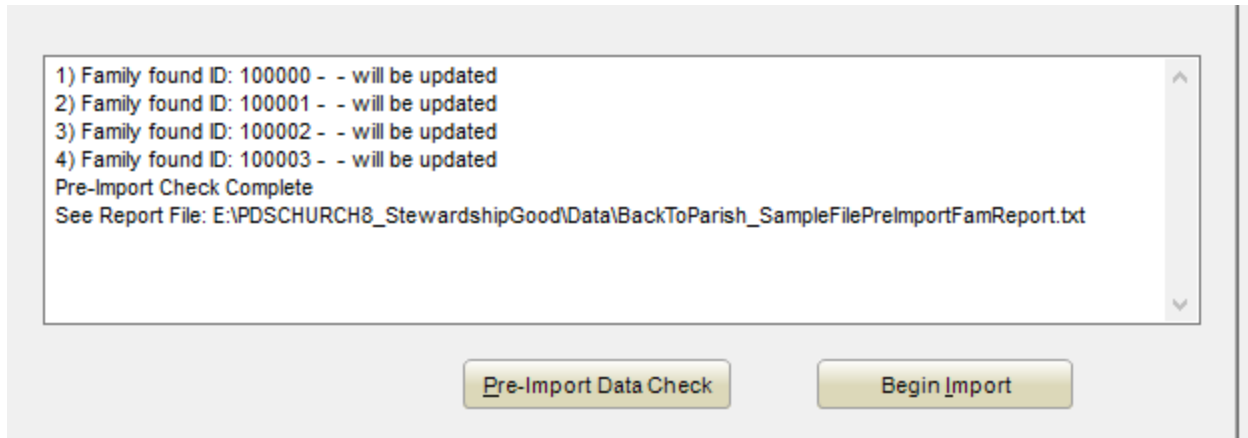 1) Family found ID: 100000 -  - will be updated
2) Family found ID: 100001 -  - will be updated
3) Family found ID: 100002 -  - will be updated
4) Family found ID: 100003 -  - will be updated
Pre-Import Check Complete
See Report File: E:\PDSCHURCH8_StewardshipGood\Data\BackToParish_SampleFilePreImportFamReport.txt
Pre-Import Data Check
Begin Import